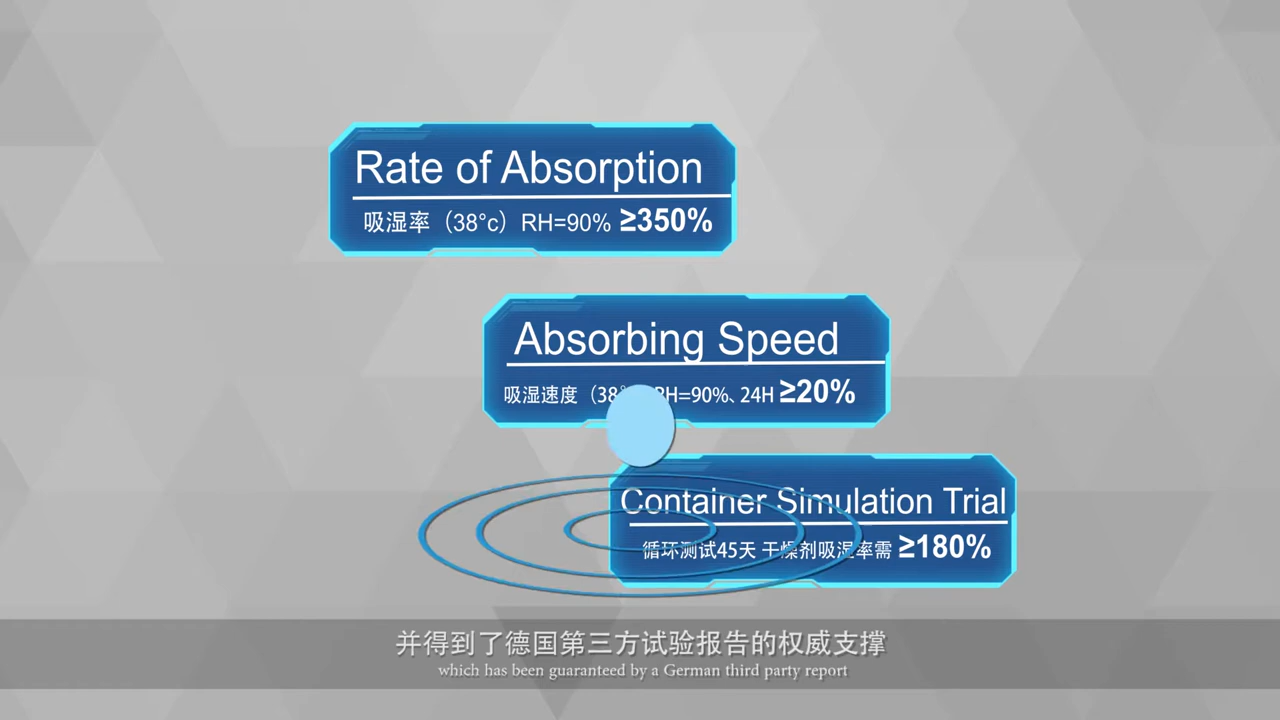 Rate of Absorption
吸湿率（38°c）RH=90% ≥350%
Absorbing Speed
吸湿速度（38 RH=90%、24H ≥20%
Container Simulation Trial
循环测试45天 干燥剂吸湿率需 ≥180%
并得到了德国第三方试验报告的权威支撑
which has been guaranteed by a German third party report